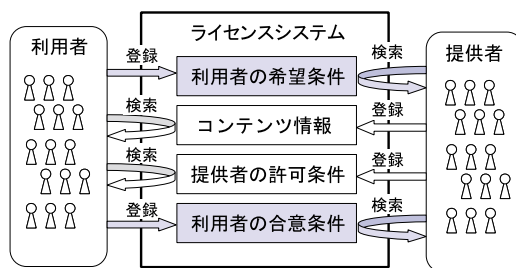 ライセンスシステム
利用者
提供者
登録
利用者の希望条件
検索
検索
コンテンツ情報
登録
検索
提供者の許可条件
登録
登録
利用者の合意条件
検索